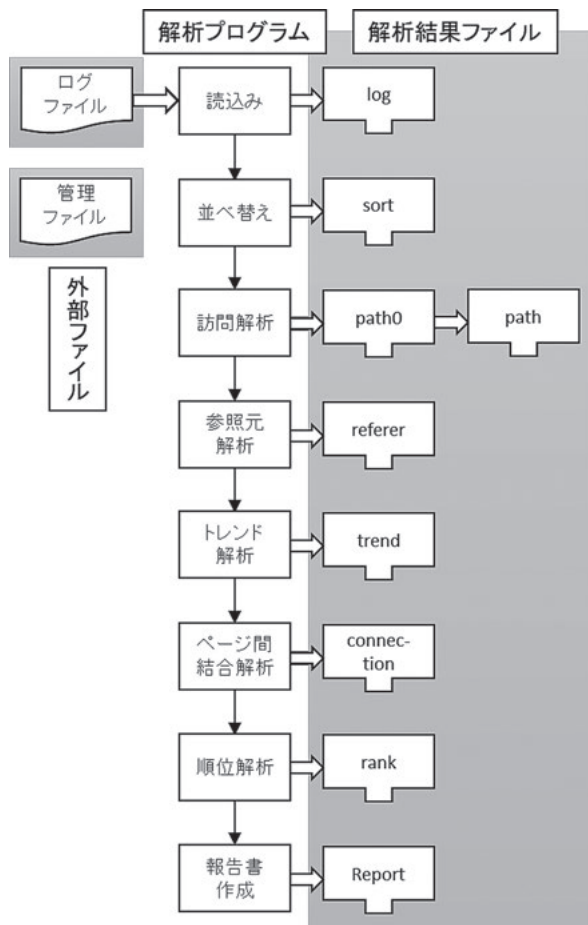 解析プログラム
解析結果ファイル
ログ
ファイル
読込み
log
管理
ファイル
並べ替え
sort
外部ファイル
訪問解析
path0
path
参照元
解析
referer
トレンド
解析
trend
ページ間
結合解析
connec-
tion
順位解析
rank
報告書
作成
Report